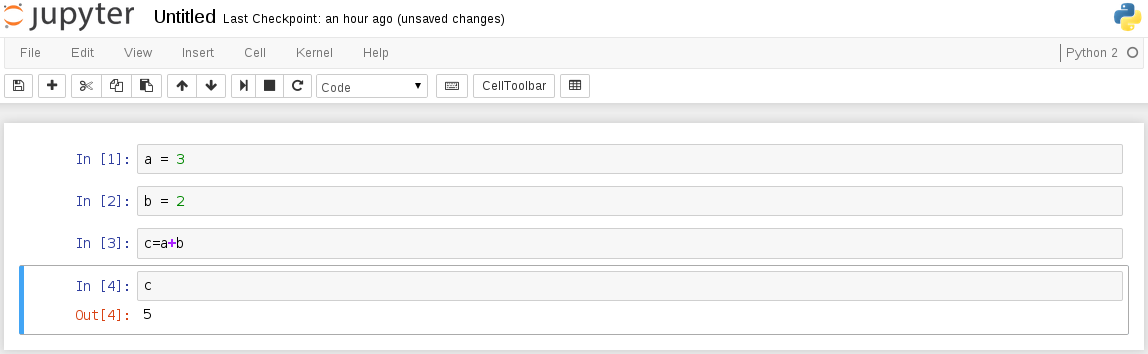 jupyter Untitled Last Checkpoint: an hour ago (unsaved changes)
File Edit View Insert Cell Kernel Help Python 2
Code CellToolbar
In [1]: a = 3
In [2]: b = 2
In [3]: c=a+b
In [4]: c
Out[4]: 5